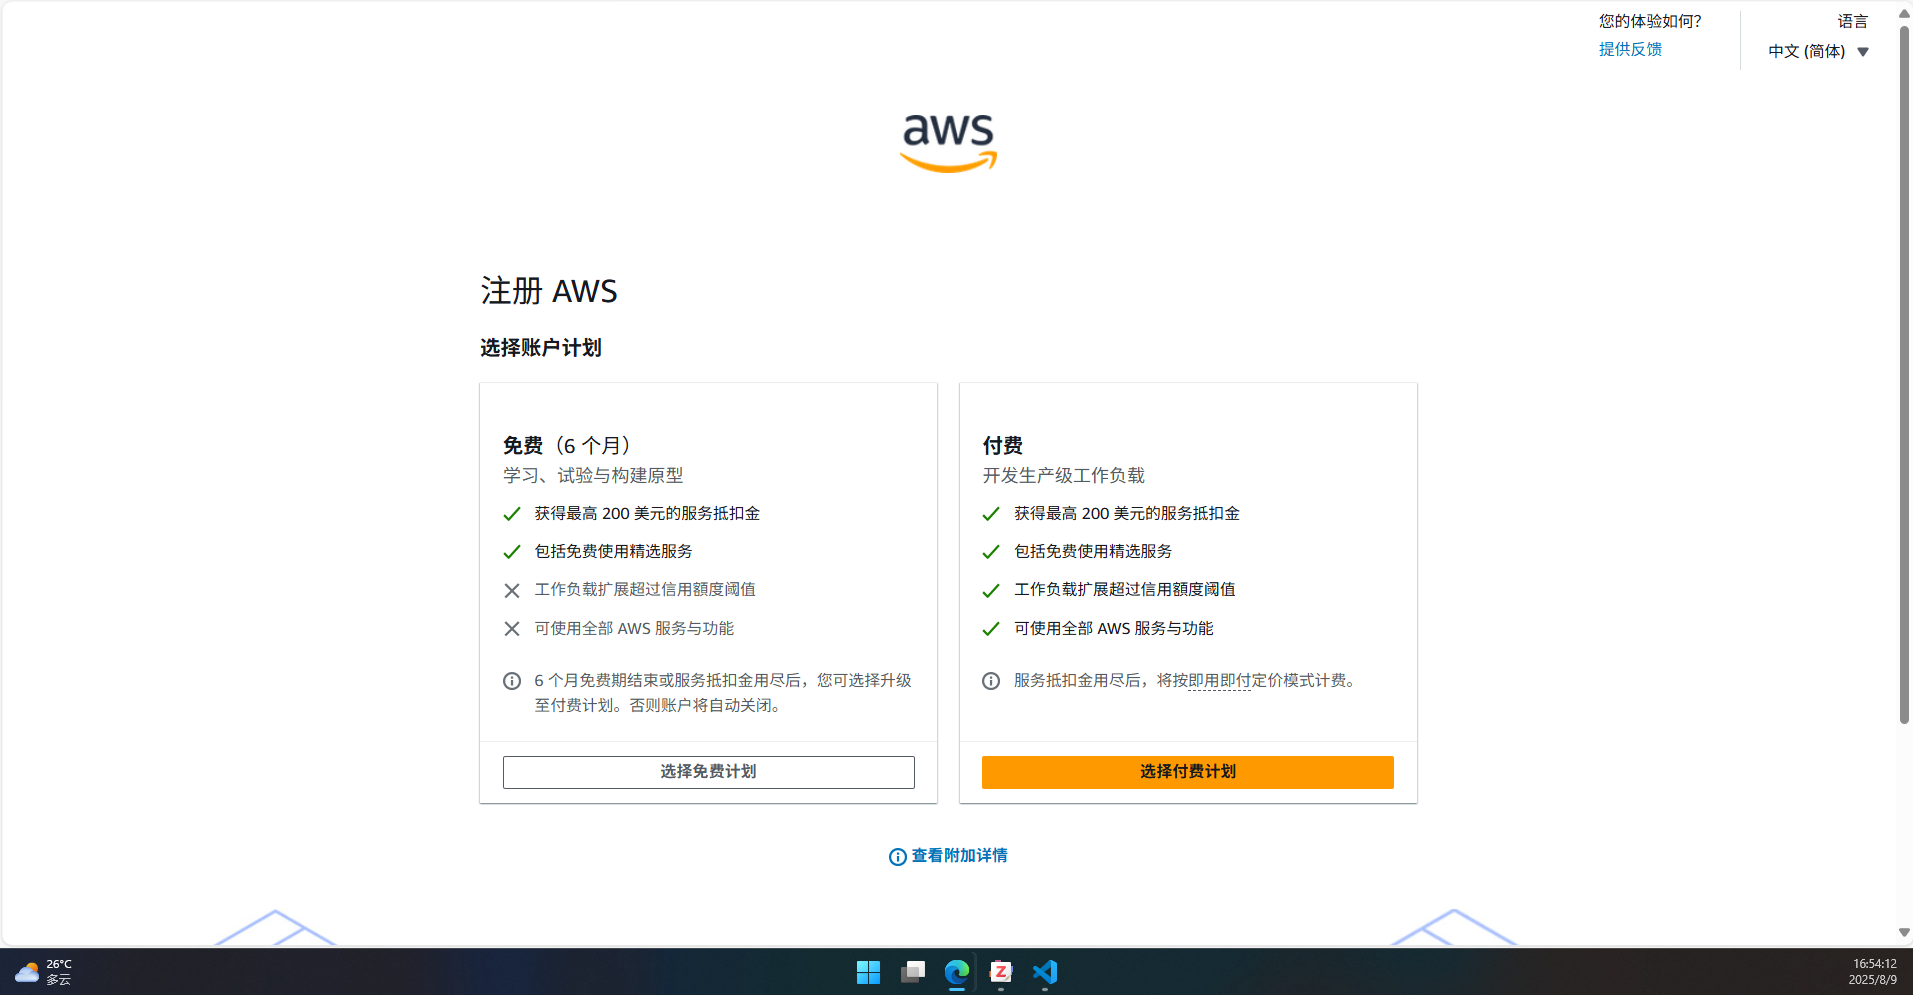 您的体验如何？
提供反馈
语言
中文 (简体)
aws
注册 AWS
选择账户计划
免费（6 个月）
学习、试验与构建原型
获得最高 200 美元的服务抵扣金
包括免费使用精选服务
工作负载扩展超过信用額度阈值
可使用全部 AWS 服务与功能
6 个月免费期结束或服务抵扣金用尽后，您可选择升级
至付费计划。否则账户将自动关闭。
选择免费计划
付费
开发生产级工作负载
获得最高 200 美元的服务抵扣金
包括免费使用精选服务
工作负载扩展超过信用額度阈值
可使用全部 AWS 服务与功能
服务抵扣金用尽后，将按即用即付定价模式计费。
选择付费计划
查看附加详情
26°C
多云
Z
16:54:12
2025/8/9